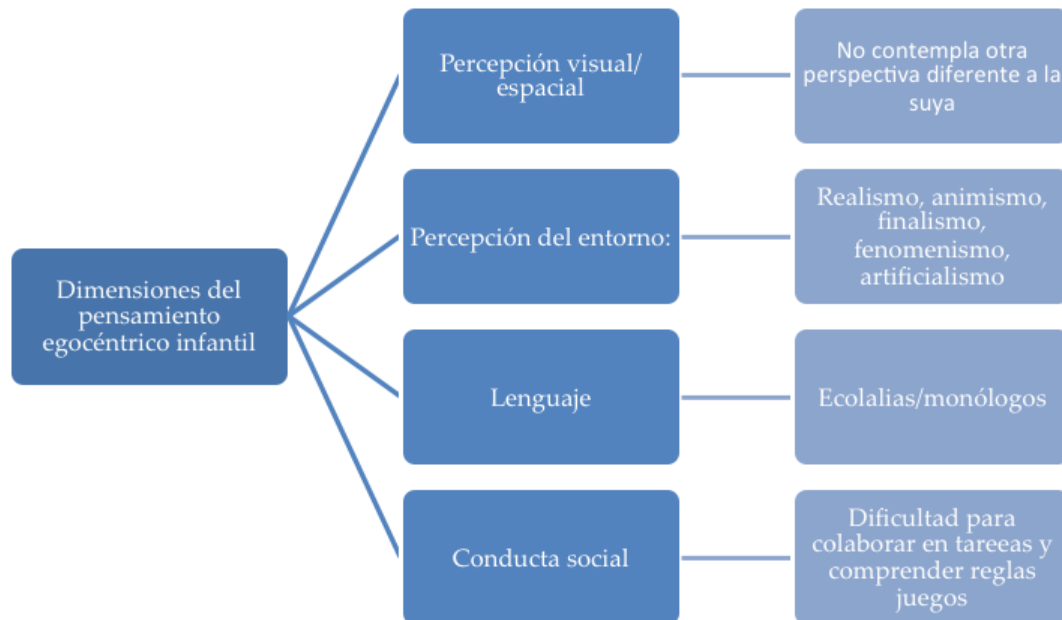 Dimensiones del
pensamiento
egocéntrico infantil
Percepción visual/
espacial
No contempla otra
perspectiva diferente a la
suya
Percepción del entorno:
Realismo, animismo,
finalismo,
fenomenismo,
artificialismo
Lenguaje
Ecolalias/monólogos
Conducta social
Dificultad para
colaborar en tareeas y
comprender reglas
juegos